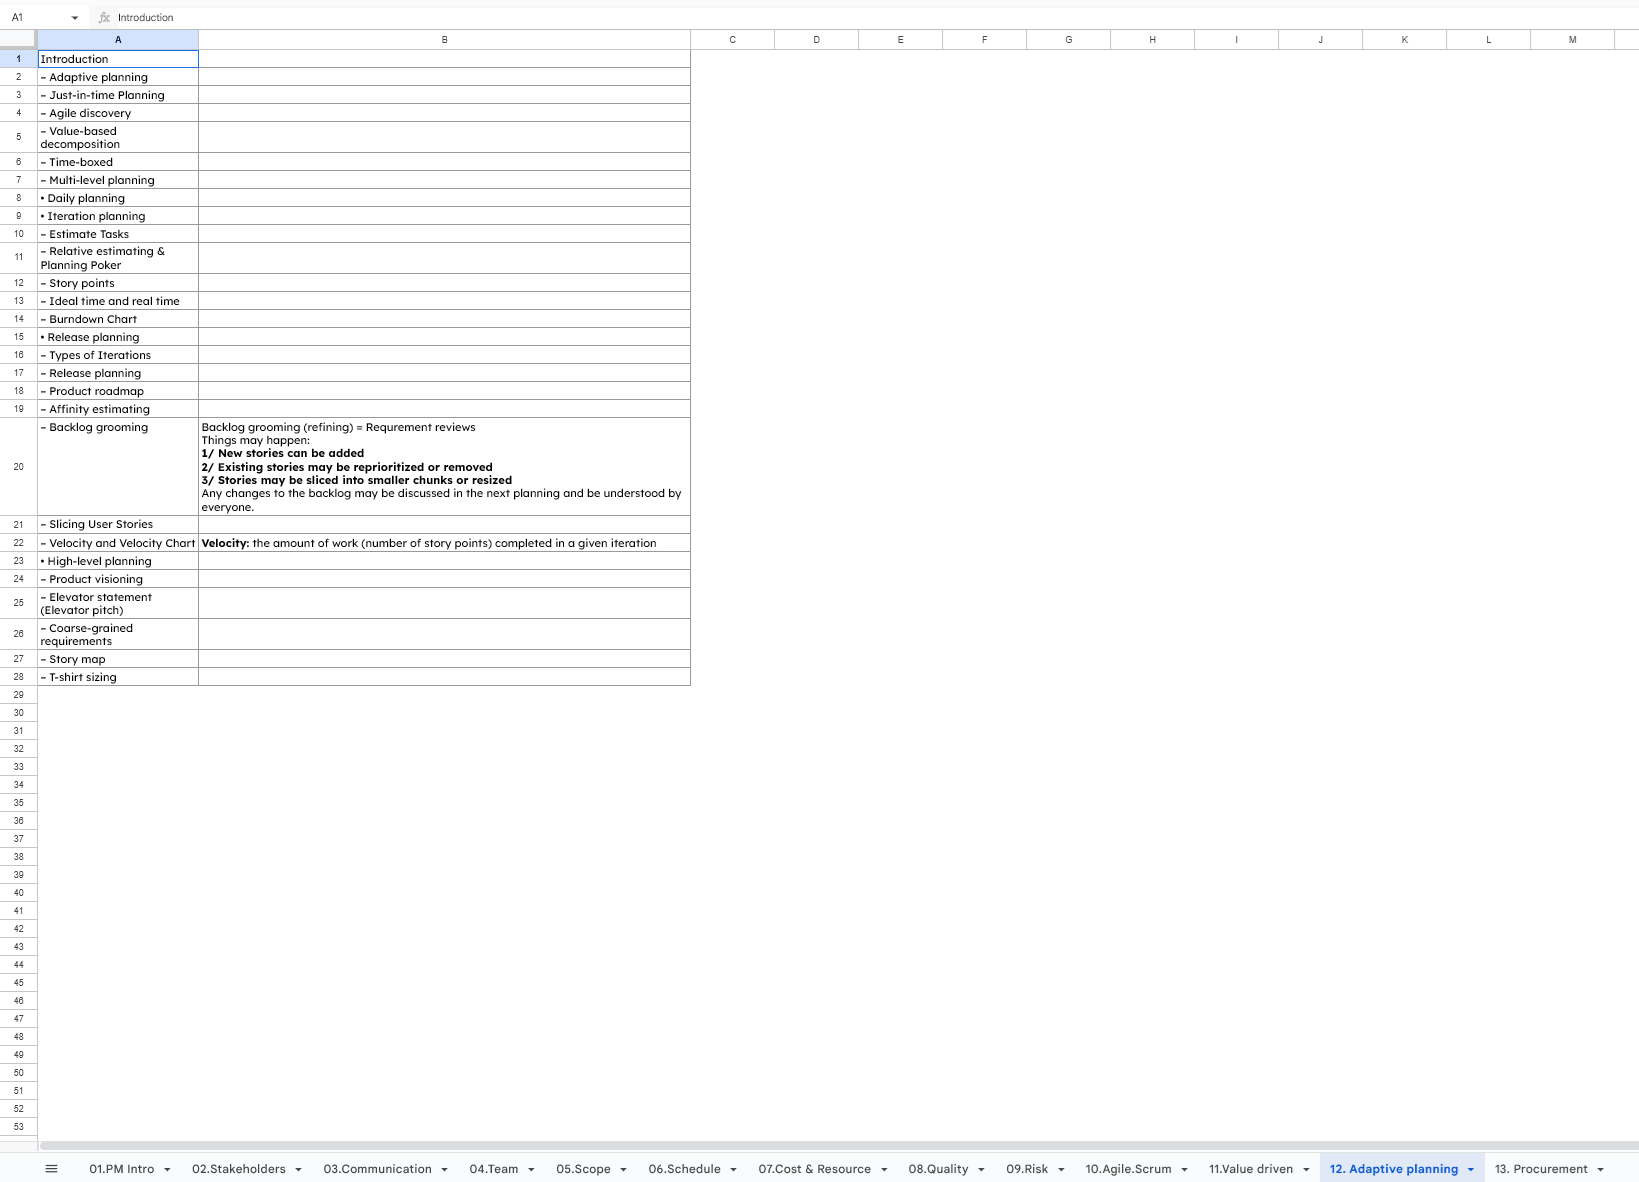 A1 fx Introduction
A B C D E F G H I J K L M
1 Introduction
2 – Adaptive planning
3 – Just-in-time Planning
4 – Agile discovery
5 – Value-based
decomposition
6 – Time-boxed
7 – Multi-level planning
8 • Daily planning
9 • Iteration planning
10 – Estimate Tasks
11 – Relative estimating &
Planning Poker
12 – Story points
13 – Ideal time and real time
14 – Burndown Chart
15 • Release planning
16 – Types of Iterations
17 – Release planning
18 – Product roadmap
19 – Affinity estimating
20 – Backlog grooming
Backlog grooming (refining) = Requrement reviews
Things may happen:
1/ New stories can be added
2/ Existing stories may be reprioritized or removed
3/ Stories may be sliced into smaller chunks or resized
Any changes to the backlog may be discussed in the next planning and be understood by
everyone.
21 – Slicing User Stories
22 – Velocity and Velocity Chart Velocity: the amount of work (number of story points) completed in a given iteration
23 • High-level planning
24 – Product visioning
25 – Elevator statement
(Elevator pitch)
26 – Coarse-grained
requirements
27 – Story map
28 – T-shirt sizing
29
30
31
32
33
34
35
36
37
38
39
40
41
42
43
44
45
46
47
48
49
50
51
52
53
01.PM Intro 02.Stakeholders 03.Communication 04.Team 05.Scope 06.Schedule 07.Cost & Resource 08.Quality 09.Risk 10.Agile.Scrum 11.Value driven 12. Adaptive planning 13. Procurement